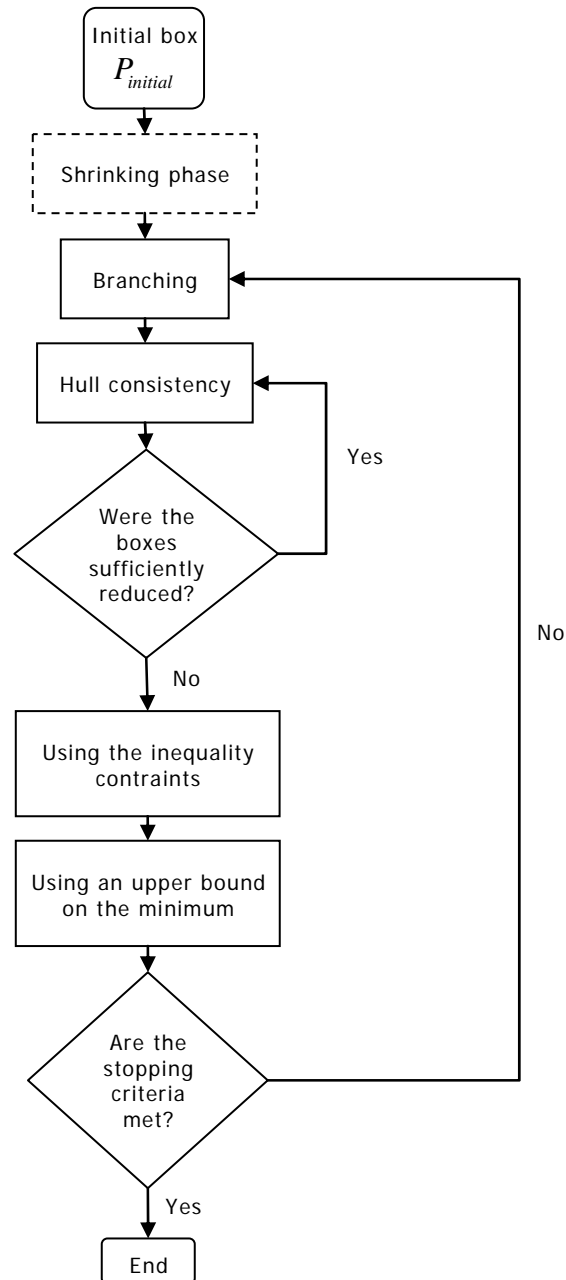 Initial box
P initial
Shrinking phase
Branching
Hull consistency
Yes
Were the
boxes
sufficiently
reduced?
No
No
Using the inequality
contraints
Using an upper bound
on the minimum
Are the
stopping
criteria
met?
Yes
End